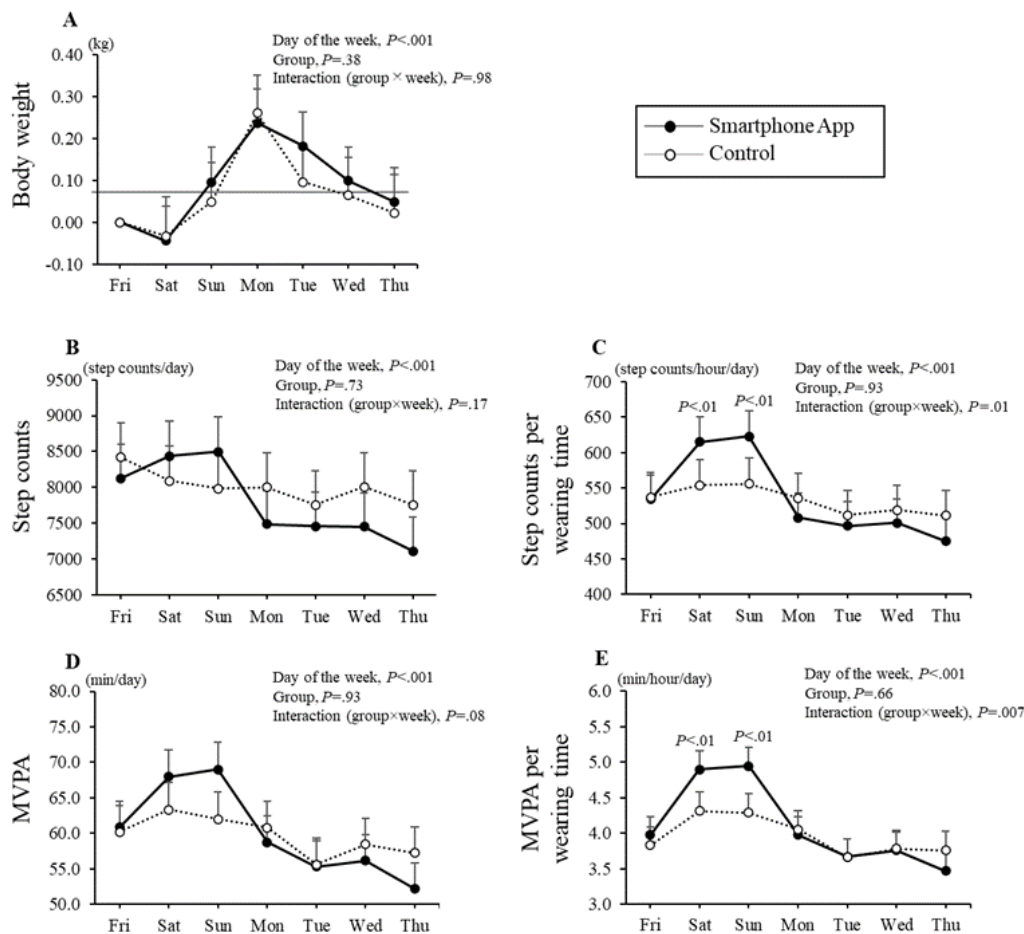 A
(kg)
Day of the week, P<.001
Group, P=.38
Interaction (group × week), P=.98
Body weight
0.40
0.30
0.20
0.10
0.00
-0.10
Fri Sat Sun Mon Tue Wed Thu
Smartphone App
Control
B
(step counts/day)
Day of the week, P<.001
Group, P=.73
Interaction (group×week), P=.17
Step counts
9500
9000
8500
8000
7500
7000
6500
Fri Sat Sun Mon Tue Wed Thu
C
(step counts/hour/day)
Day of the week, P<.001
Group, P=.93
Interaction (group×week), P=.01
P<.01 P<.01
Step counts per
wearing time
700
650
600
550
500
450
400
Fri Sat Sun Mon Tue Wed Thu
D
(min/day)
Day of the week, P<.001
Group, P=.93
Interaction (group×week), P=.08
MVPA
80.0
75.0
70.0
65.0
60.0
55.0
50.0
Fri Sat Sun Mon Tue Wed Thu
E
(min/hour/day)
Day of the week, P<.001
Group, P=.66
Interaction (group×week), P=.007
P<.01 P<.01
MVPA per
wearing time
6.0
5.5
5.0
4.5
4.0
3.5
3.0
Fri Sat Sun Mon Tue Wed Thu